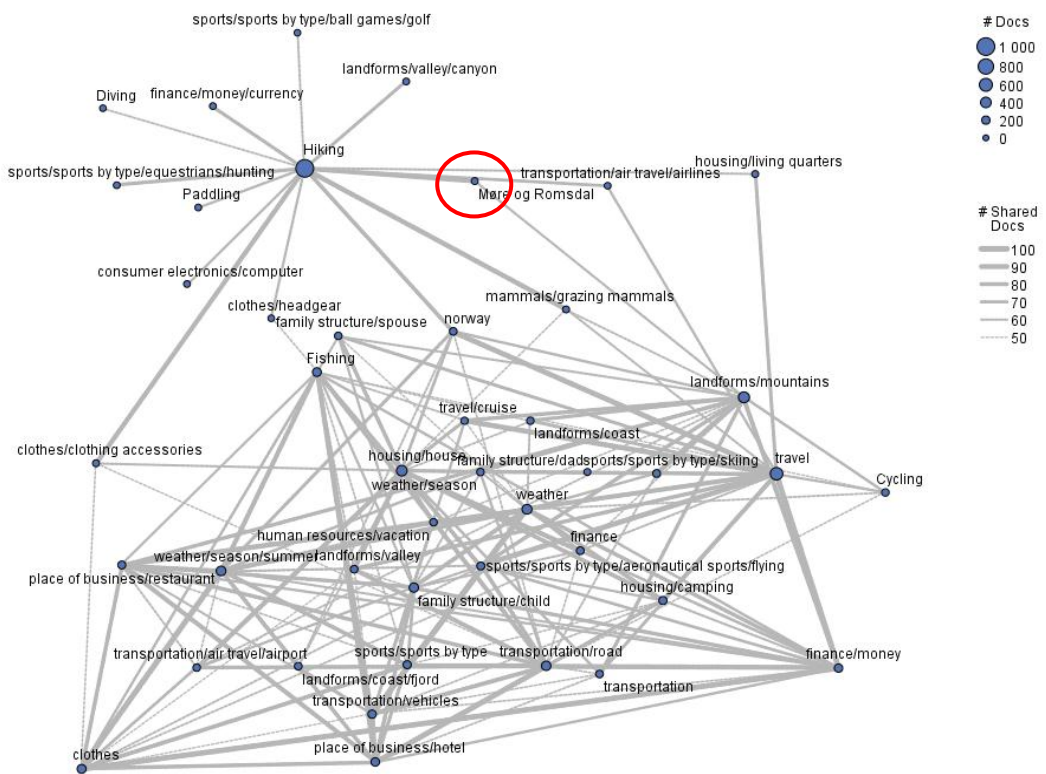 sports/sports by type/ball games/golf
# Docs
1 000
800
600
400
200
0
landforms/valley/canyon
Diving
finance/money/currency
Hiking
housing/living quarters
sports/sports by type/equestrians/hunting
transportation/air travel/airlines
Paddling
Møre og Romsdal
# Shared
Docs
100
90
80
70
60
50
consumer electronics/computer
mammals/grazing mammals
clothes/headgear
family structure/spouse
norway
Fishing
landforms/mountains
travel/cruise
landforms/coast
clothes/clothing accessories
housing/house
family structure/dad
sports/sports by type/skiing
travel
weather/season
weather
Cycling
human resources/vacation
finance
weather/season/summer
landforms/valley
place of business/restaurant
sports/sports by type/aeronautical sports/flying
family structure/child
housing/camping
transportation/air travel/airport
sports/sports by type
transportation/road
finance/money
landforms/coast/fjord
transportation
transportation/vehicles
clothes
place of business/hotel